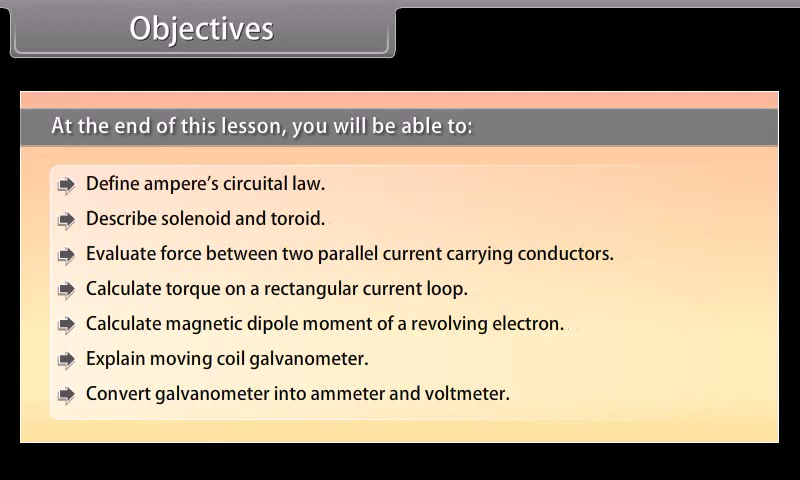 Objectives
At the end of this lesson, you will be able to:
Define ampere's circuital law.
Describe solenoid and toroid.
Evaluate force between two parallel current carrying conductors.
Calculate torque on a rectangular current loop.
Calculate magnetic dipole moment of a revolving electron.
Explain moving coil galvanometer.
Convert galvanometer into ammeter and voltmeter.